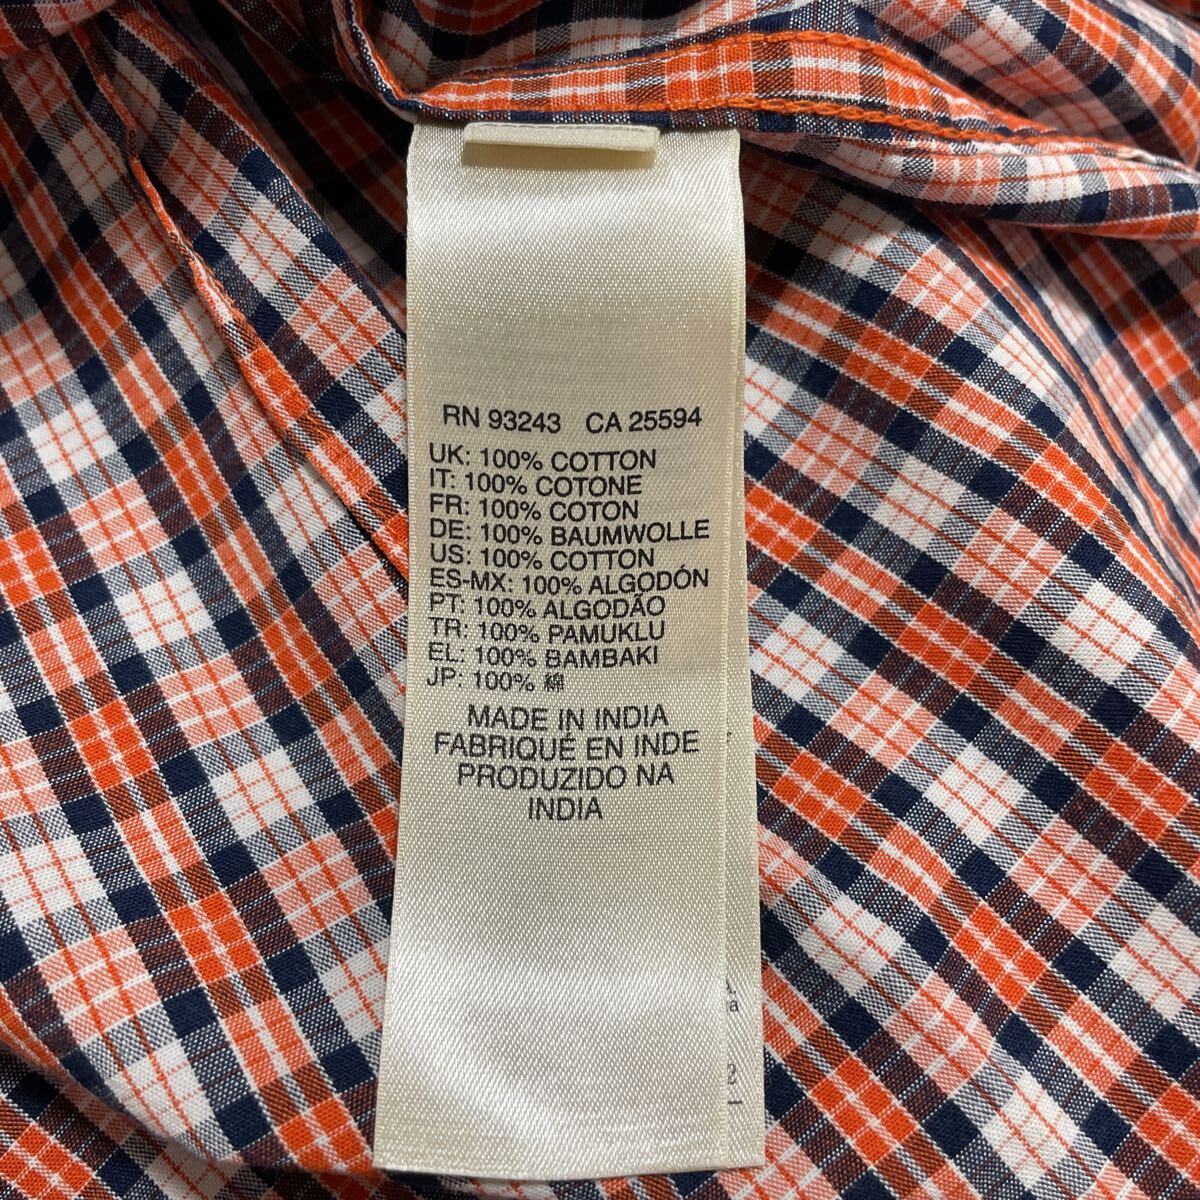 RN 93243 CA 25594
UK: 100% COTTON
IT: 100% COTONE
FR: 100% COTON
DE: 100% BAUMWOLLE
US: 100% COTTON
ES-MX: 100% ALGODÓN
PT: 100% ALGODÃO
TR: 100% PAMUKLU
EL: 100% BAMBAKI
JP: 100% 綿
MADE IN INDIA
FABRIQUÉ EN INDE
PRODUZIDO NA
INDIA
a
2